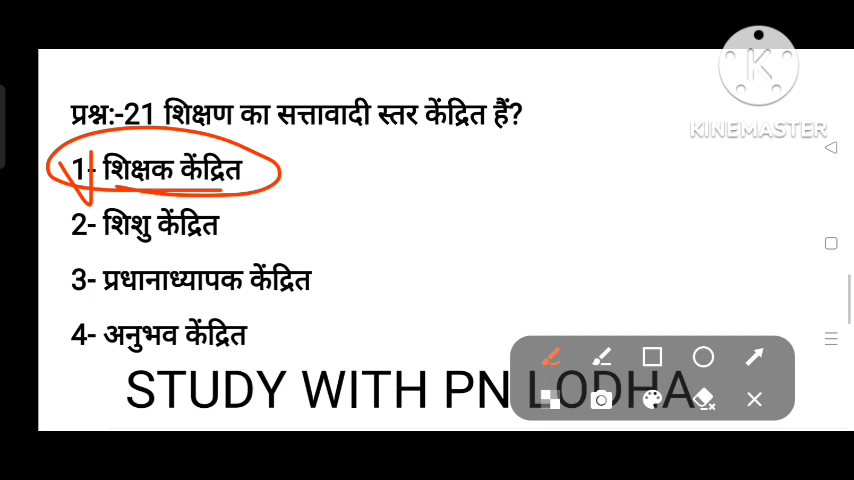 KINEMASTER
प्रश्न:-21 शिक्षण का सत्तावादी स्तर केंद्रित हैं?
1- शिक्षक केंद्रित
2- शिशु केंद्रित
3- प्रधानाध्यापक केंद्रित
4- अनुभव केंद्रित
STUDY WITH PN LODHA